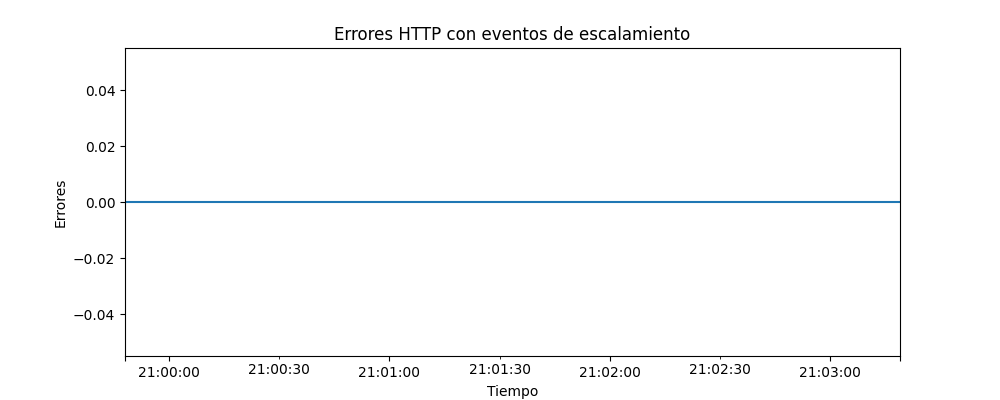 Errores HTTP con eventos de escalamiento
0.04
0.02
0.00
−0.02
−0.04
Errores
21:00:00 21:00:30 21:01:00 21:01:30 21:02:00 21:02:30 21:03:00
Tiempo